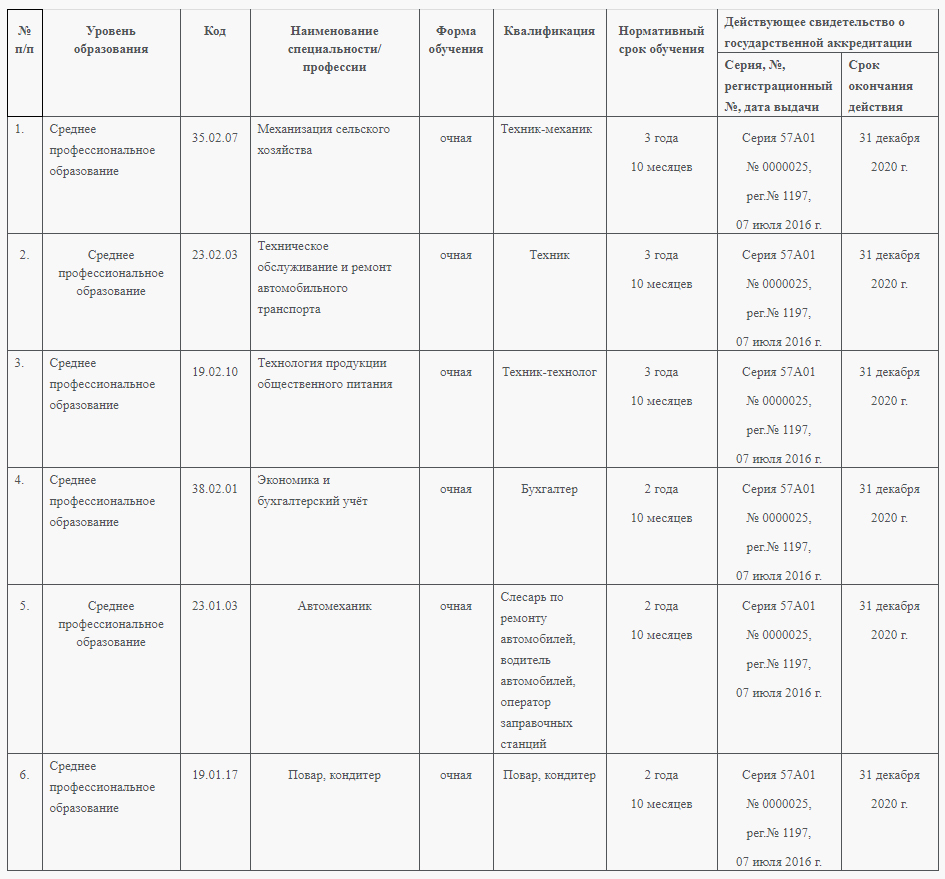 №
п/п
Уровень
образования
Код
Наименование
специальности/
профессии
Форма
обучения
Квалификация
Нормативный
срок обучения
Действующее свидетельство о
государственной аккредитации
Серия, №,
регистрационный
№, дата выдачи
Срок
окончания
действия
1.
Среднее
профессиональное
образование
35.02.07
Механизация сельского
хозяйства
очная
Техник-механик
3 года
10 месяцев
Серия 57А01
№ 0000025,
рег.№ 1197,
07 июля 2016 г.
31 декабря
2020 г.
2.
Среднее
профессиональное
образование
23.02.03
Техническое
обслуживание и ремонт
автомобильного
транспорта
очная
Техник
3 года
10 месяцев
Серия 57А01
№ 0000025,
рег.№ 1197,
07 июля 2016 г.
31 декабря
2020 г.
3.
Среднее
профессиональное
образование
19.02.10
Технология продукции
общественного питания
очная
Техник-технолог
3 года
10 месяцев
Серия 57А01
№ 0000025,
рег.№ 1197,
07 июля 2016 г.
31 декабря
2020 г.
4.
Среднее
профессиональное
образование
38.02.01
Экономика и
бухгалтерский учёт
очная
Бухгалтер
2 года
10 месяцев
Серия 57А01
№ 0000025,
рег.№ 1197,
07 июля 2016 г.
31 декабря
2020 г.
5.
Среднее
профессиональное
образование
23.01.03
Автомеханик
очная
Слесарь по
ремонту
автомобилей,
водитель
автомобилей,
оператор
заправочных
станций
2 года
10 месяцев
Серия 57А01
№ 0000025,
рег.№ 1197,
07 июля 2016 г.
31 декабря
2020 г.
6.
Среднее
профессиональное
образование
19.01.17
Повар, кондитер
очная
Повар, кондитер
2 года
10 месяцев
Серия 57А01
№ 0000025,
рег.№ 1197,
07 июля 2016 г.
31 декабря
2020 г.